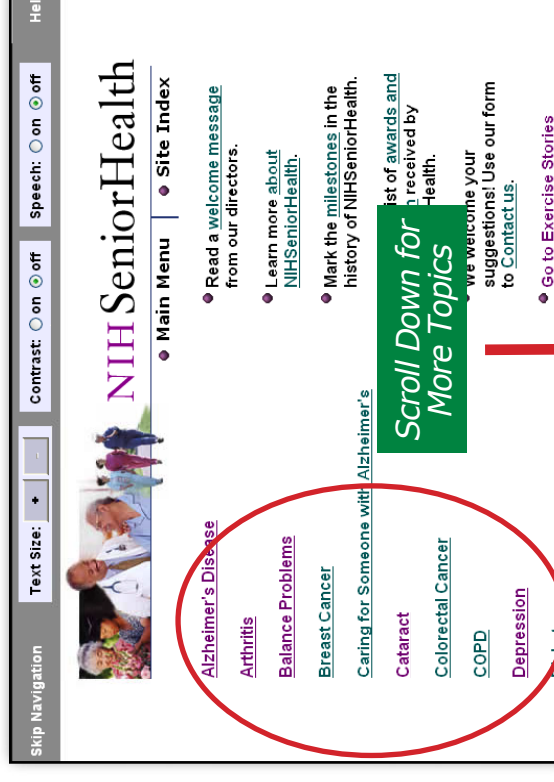 Skip Navigation
Text Size: + -
Contrast: on off
Speech: on off
Hel
NIHSeniorHealth
Main Menu
Site Index
Alzheimer's Disease
Arthritis
Balance Problems
Breast Cancer
Caring for Someone with Alzheimer's
Cataract
Colorectal Cancer
COPD
Depression
Read a welcome message
from our directors.
Learn more about
NIHSeniorHealth.
Mark the milestones in the
history of NIHSeniorHealth.
ist of awards and
received by
Health.
We welcome your
suggestions! Use our form
to Contact us.
Go to Exercise Stories
Scroll Down for
More Topics